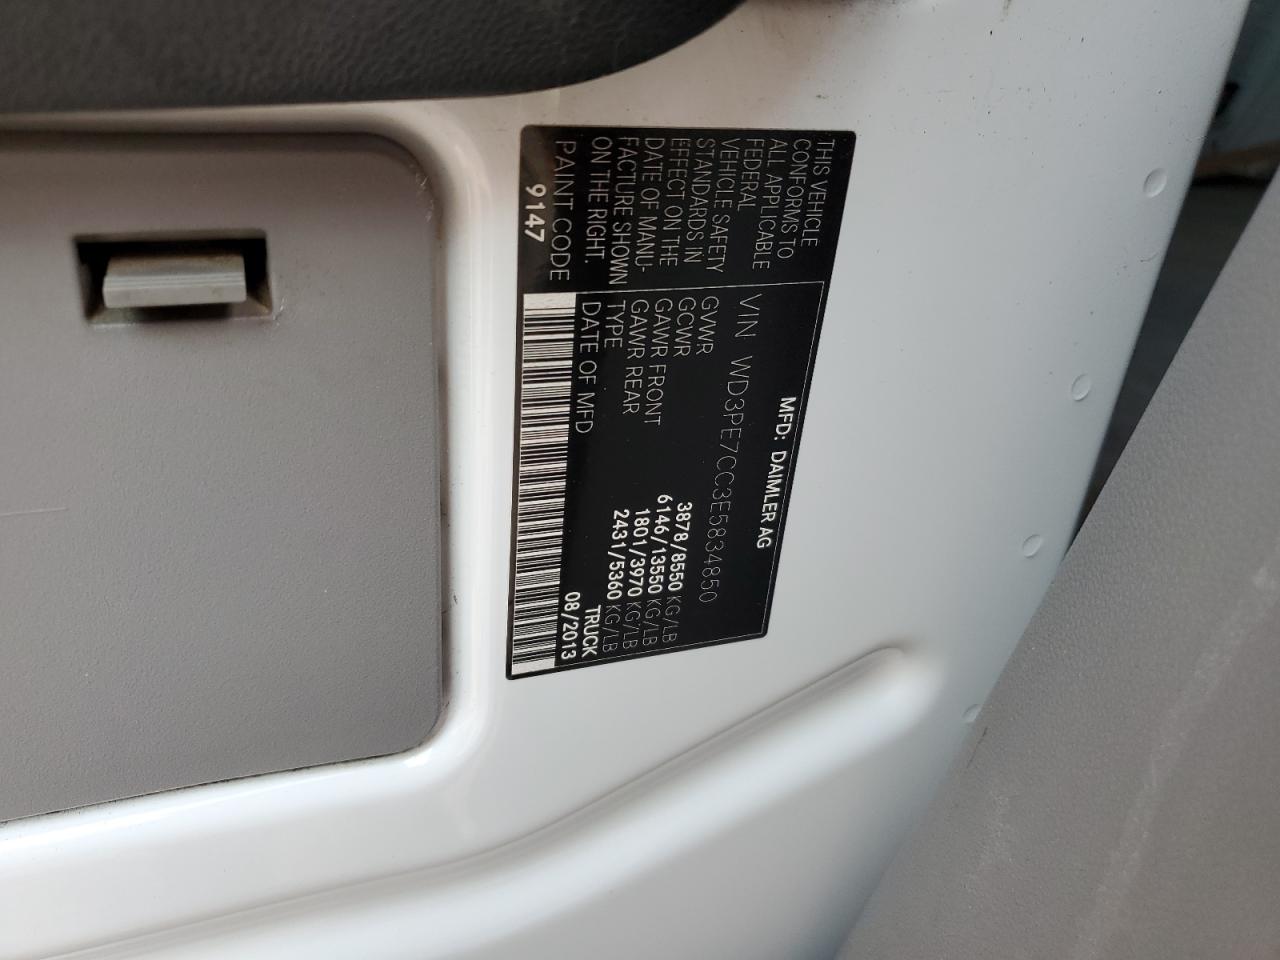 MFD: DAIMLER AG
VIN WD3PE7CC3E5834850
THIS VEHICLE
CONFORMS TO
ALL APPLICABLE
FEDERAL
VEHICLE SAFETY
STANDARDS IN
EFFECT ON THE
DATE OF MANU-
FACTURE SHOWN
ON THE RIGHT.
PAINT CODE
9147
GVWR 3878/8550 KG/LB
GCWR 6146/13550 KG/LB
GAWR FRONT 1801/3970 KG/LB
GAWR REAR 2431/5360 KG/LB
TYPE TRUCK
DATE OF MFD 08/2013